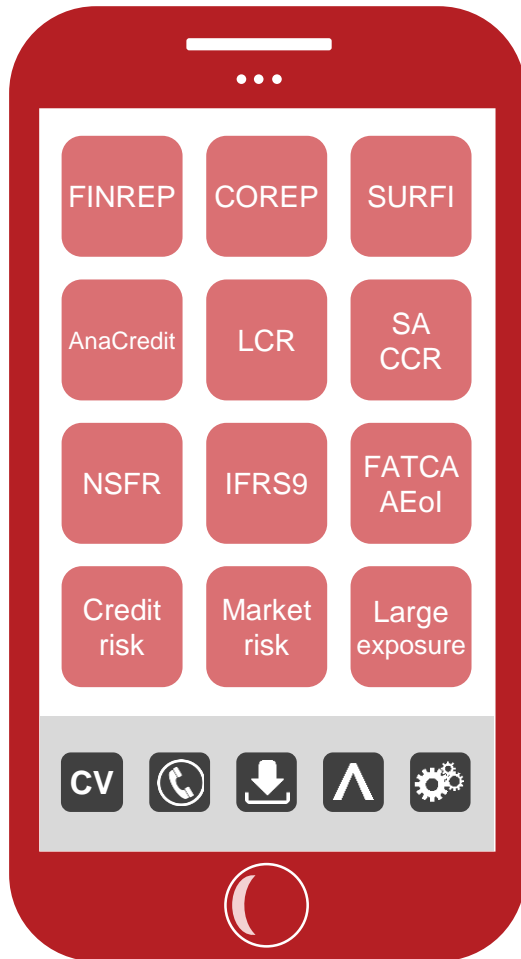 FINREP
COREP
SURFI
AnaCredit
LCR
SA
CCR
NSFR
IFRS9
FATCA
AEoI
Credit
risk
Market
risk
Large
exposure
CV